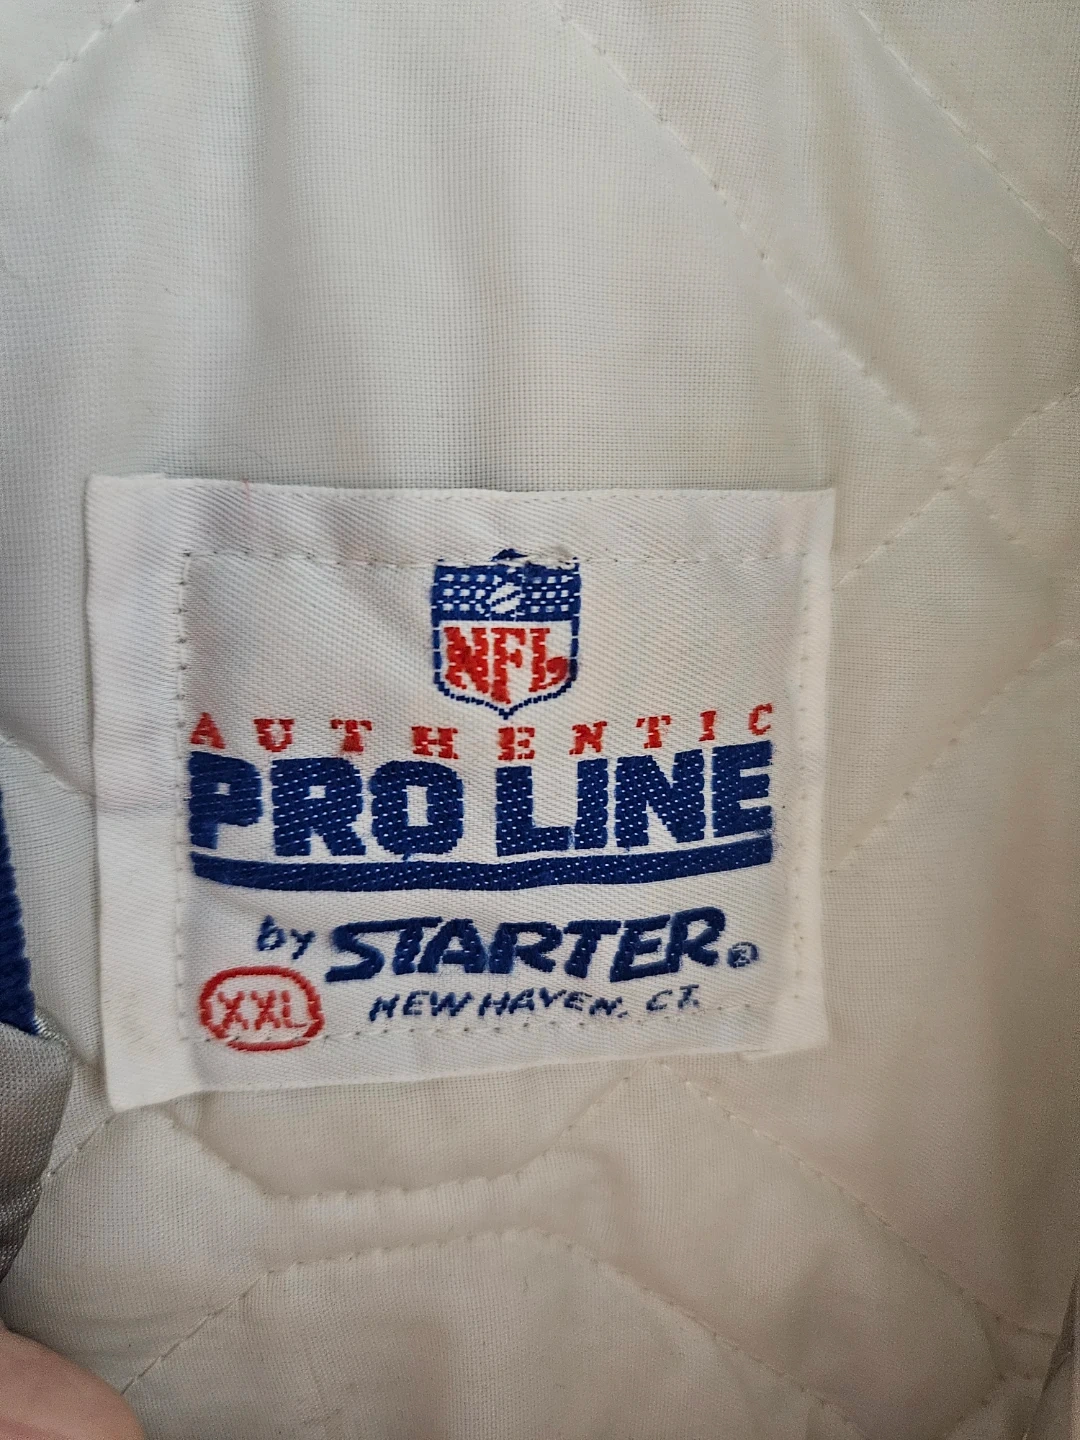 NFL
AUTHENTIC
PRO LINE
by STARTER®
XXL NEW HAVEN, CT.